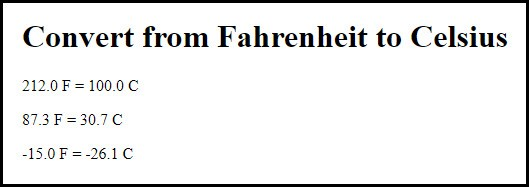 Convert from Fahrenheit to Celsius
212.0 F = 100.0 C
87.3 F = 30.7 C
-15.0 F = -26.1 C